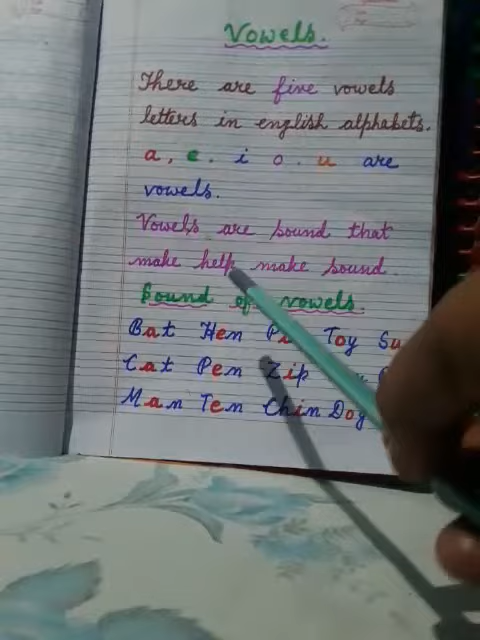 Vowels.
There are five vowels
letters in english alphabets.
a, e. i o. u are
vowels.
Vowels are sound that
make help make sound.
Sound of vowels.
Bat Hen Toy
Cat Pen Zip
Man Ten Chin Dog